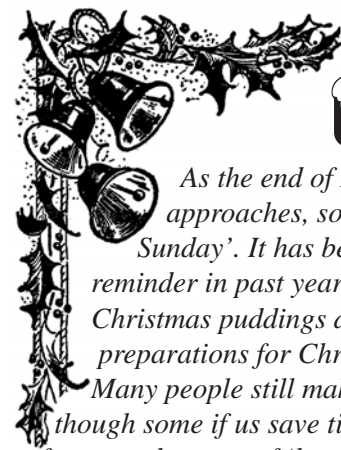 As the end of
approaches, so
Sunday’. It has be
reminder in past year
Christmas puddings a
preparations for Chr
Many people still mak
though some if us save ti